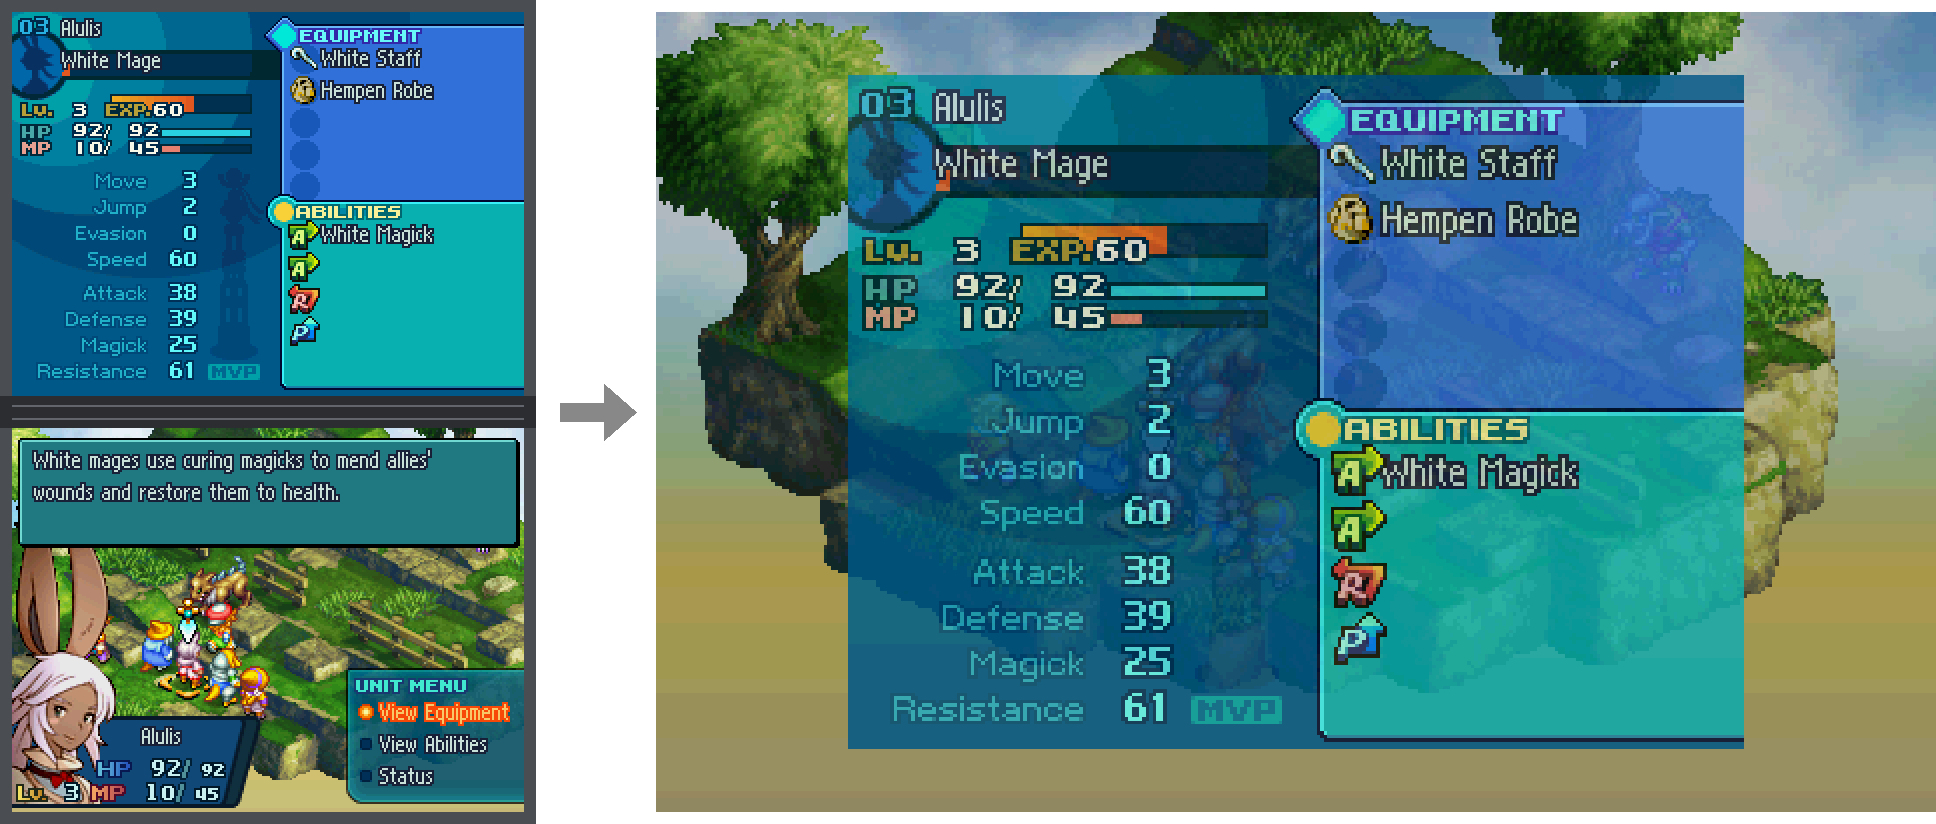 03 Alulis
White Mage
Lv. 3 EXP.60
HP 92/ 92
MP 10/ 45
Move 3
Jump 2
Evasion 0
Speed 60
Attack 38
Defense 39
Magick 25
Resistance 61 MVP
EQUIPMENT
White Staff
Hempen Robe
ABILITIES
A White Magick
A
R
P
White mages use curing magicks to mend allies'
wounds and restore them to health.
Alulis
HP 92/ 92
Lv. 3 MP 10/ 45
UNIT MENU
View Equipment
View Abilities
Status
03 Alulis
White Mage
Lv. 3 EXP.60
HP 92/ 92
MP 10/ 45
Move 3
Jump 2
Evasion 0
Speed 60
Attack 38
Defense 39
Magick 25
Resistance 61 MVP
EQUIPMENT
White Staff
Hempen Robe
ABILITIES
A White Magick
A
R
P